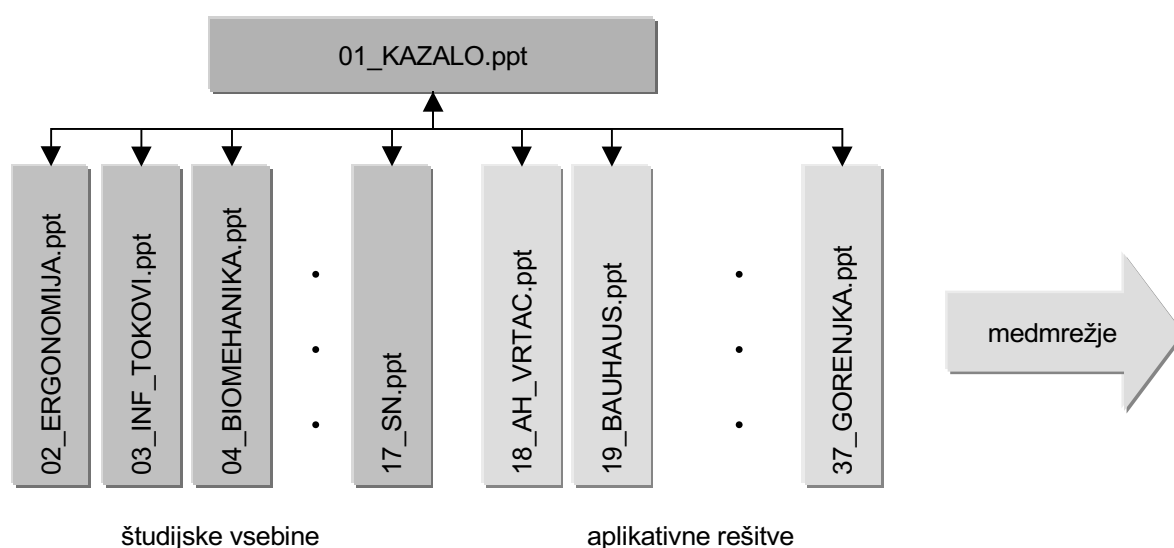 01_KAZALO.ppt
02_ERGONOMIJA.ppt
03_INF_TOKOVI.ppt
04_BIOMEHANIKA.ppt
17_SN.ppt
18_AH_VRTAC.ppt
19_BAUHAUS.ppt
37_GORENJKA.ppt
medmrežje
študijske vsebine
aplikativne rešitve